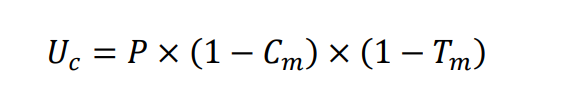 U_c = P × (1 − C_m) × (1 − T_m)